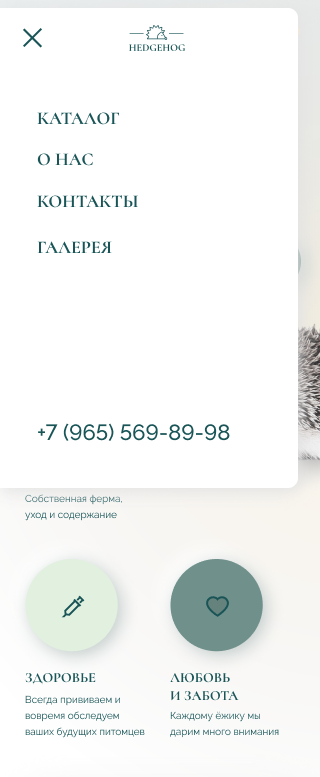 HEDGEHOG
КАТАЛОГ
О НАС
КОНТАКТЫ
ГАЛЕРЕЯ
+7 (965) 569-89-98
Собственная ферма,
уход и содержание
ЗДОРОВЬЕ
Всегда прививаем и
вовремя обследуем
ваших будущих питомцев
ЛЮБОВЬ
И ЗАБОТА
Каждому ёжику мы
дарим много внимания